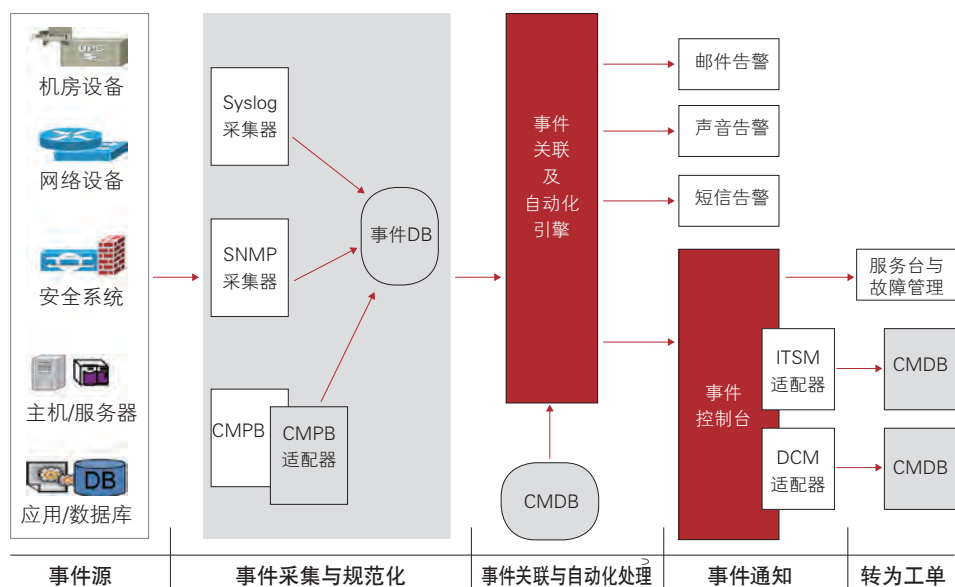 UPS
机房设备
网络设备
安全系统
主机/服务器
DB
应用/数据库
Syslog
采集器
SNMP
采集器
CMPB
CMPB
适配器
事件DB
事件
关联
及
自动化
引擎
CMDB
邮件告警
声音告警
短信告警
事件
控制台
ITSM
适配器
DCM
适配器
服务台与
故障管理
CMDB
CMDB
事件源
事件采集与规范化
事件关联与自动化处理
事件通知
转为工单